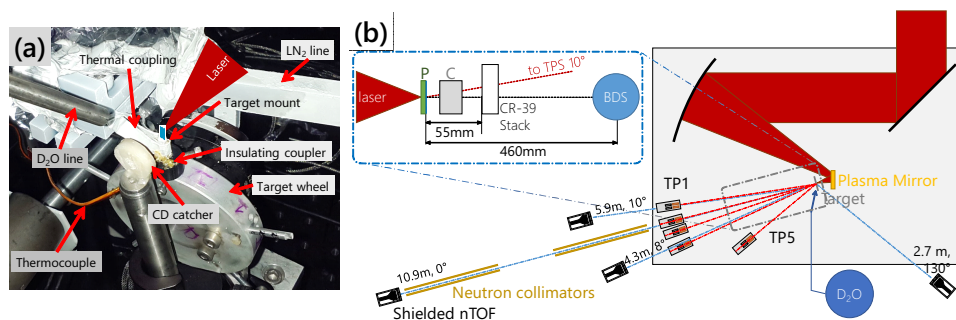 (a)
Thermal coupling
Laser
LN₂ line
Target mount
D₂O line
Insulating coupler
Target wheel
CD catcher
Thermocouple
(b)
P
C
to TPS 10°
laser
BDS
CR-39
Stack
55mm
460mm
Plasma Mirror
Target
TP1
5.9m, 10°
TP5
4.3m, 8°
2.7 m,
130°
10.9m, 0°
Neutron collimators
Shielded nTOF
D₂O